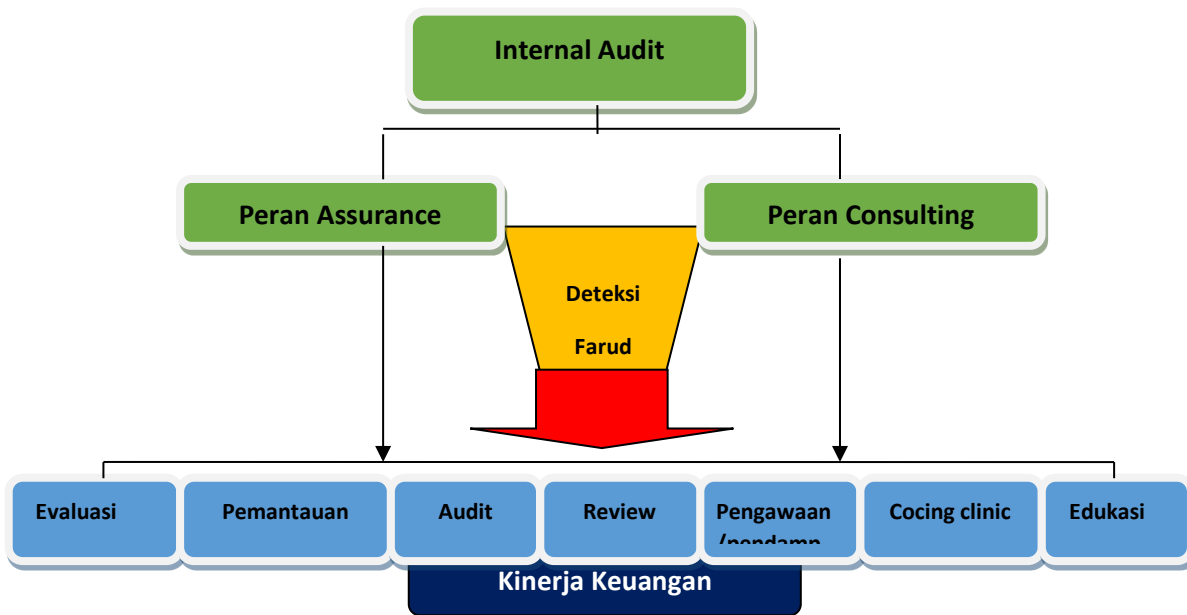 Internal Audit
Peran Assurance
Peran Consulting
Deteksi
Farud
Evaluasi
Pemantauan
Audit
Review
Pengawaan
Cocing clinic
Edukasi
Kinerja Keuangan